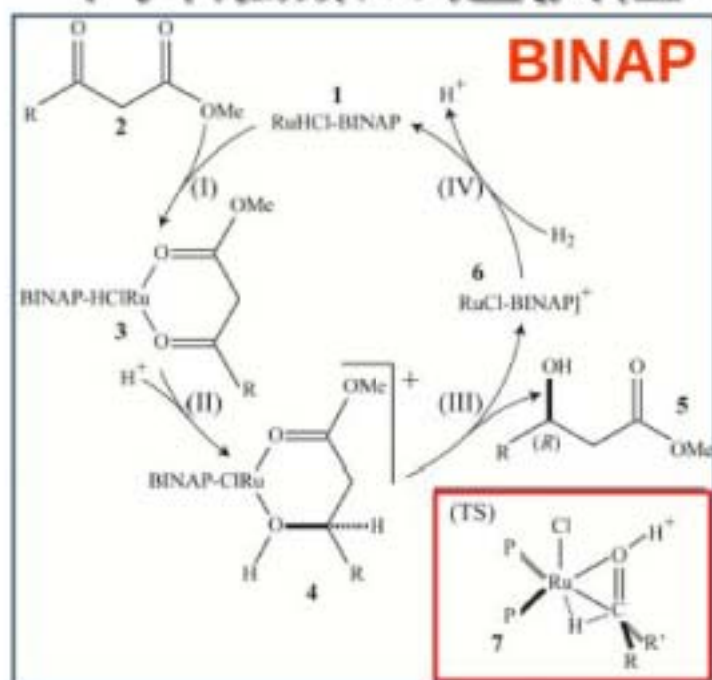 BINAP
O
O
R
OMe
2
1
RuHCl-BINAP
H+
(I)
(IV)
H2
OMe
O
BINAP-HClRu
O
3
R
6
RuCl-BINAP]+
H+
(II)
OMe
+
(III)
OH
O
5
R
(R)
OMe
O
BINAP-ClRu
O
H
H
R
4
(TS)
Cl
H+
P
O
Ru
P
C
H
R'
R
7